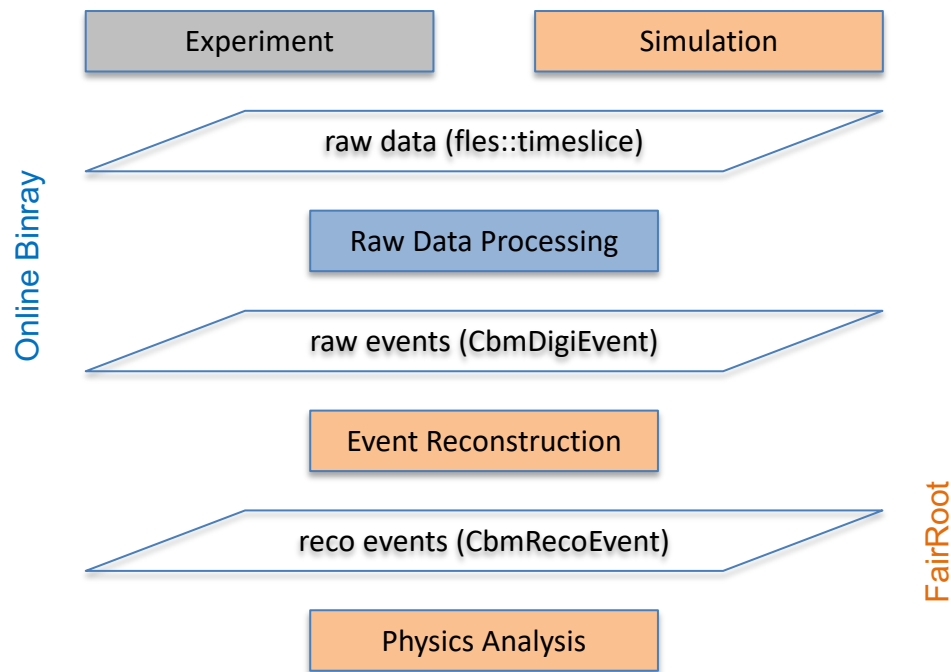 Experiment
Simulation
raw data (fles::timeslice)
Raw Data Processing
Online Binray
raw events (CbmDigiEvent)
Event Reconstruction
reco events (CbmRecoEvent)
FairRoot
Physics Analysis